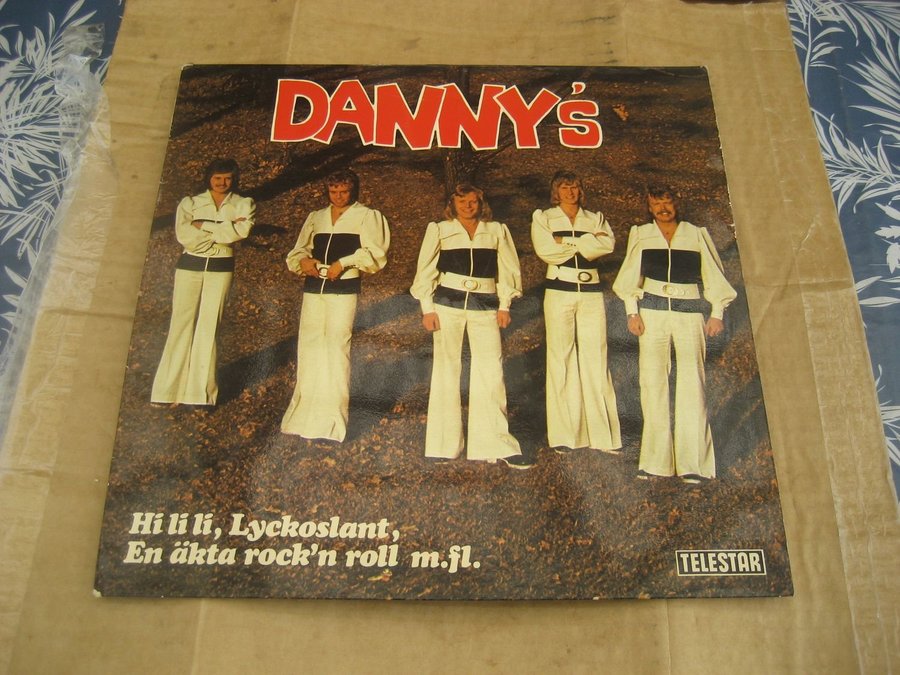 DANNY'S
Hi li li, Lyckoslant,
En äkta rock'n roll m.fl.
TELESTAR